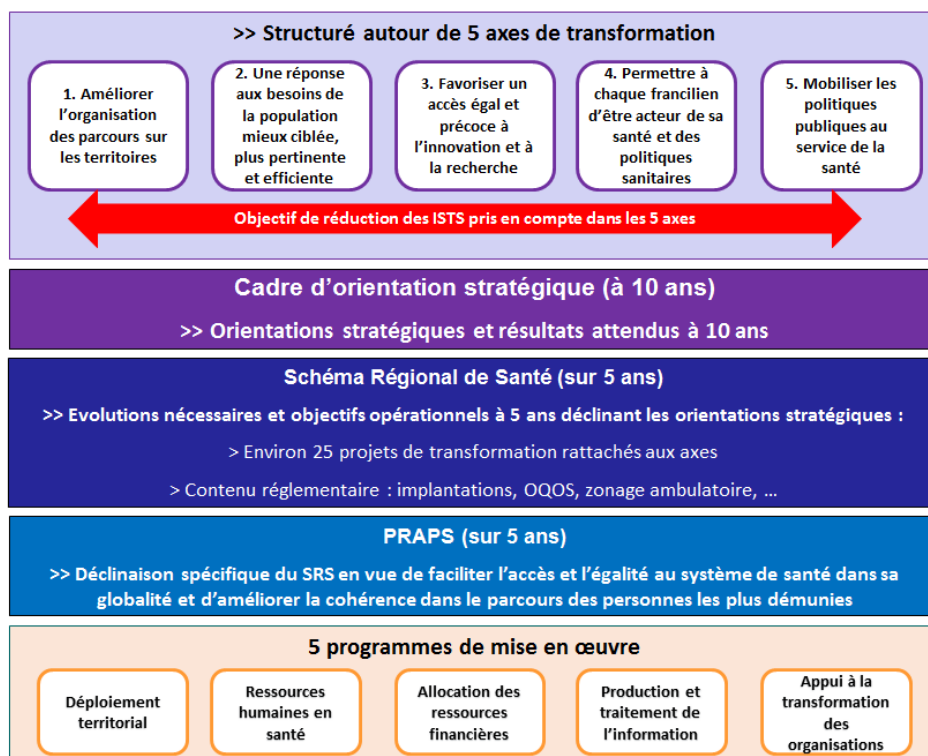 >> Structuré autour de 5 axes de transformation
1. Améliorer
l'organisation
des parcours sur
les territoires
2. Une réponse
aux besoins de
la population
mieux ciblée,
plus pertinente
et efficiente
3. Favoriser un
accès égal et
précoce à
l'innovation et à
la recherche
4. Permettre à
chaque francilien
d'être acteur de sa
santé et des
politiques
sanitaires
5. Mobiliser les
politiques
publiques au
service de la
santé
Objectif de réduction des ISTS pris en compte dans les 5 axes
Cadre d'orientation stratégique (à 10 ans)
>> Orientations stratégiques et résultats attendus à 10 ans
Schéma Régional de Santé (sur 5 ans)
>> Evolutions nécessaires et objectifs opérationnels à 5 ans déclinant les orientations stratégiques :
> Environ 25 projets de transformation rattachés aux axes
> Contenu réglementaire : implantations, OQOS, zonage ambulatoire, …
PRAPS (sur 5 ans)
>> Déclinaison spécifique du SRS en vue de faciliter l'accès et l'égalité au système de santé dans sa
globalité et d'améliorer la cohérence dans le parcours des personnes les plus démunies
5 programmes de mise en œuvre
Déploiement
territorial
Ressources
humaines en
santé
Allocation des
ressources
financières
Production et
traitement de
l'information
Appui à la
transformation
des
organisations